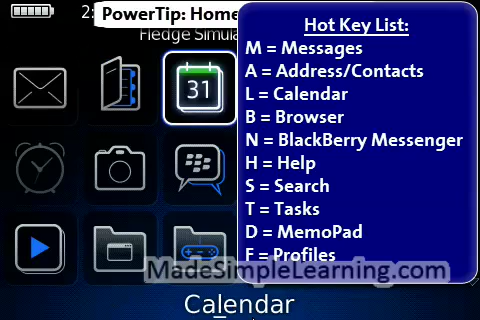 2:
PowerTip: Home
Fledge Simula
31
Hot Key List:
M = Messages
A = Address/Contacts
L = Calendar
B = Browser
N = BlackBerry Messenger
H = Help
S = Search
T = Tasks
D = MemoPad
F = Profiles
MadeSimpleLearning.com
Calendar